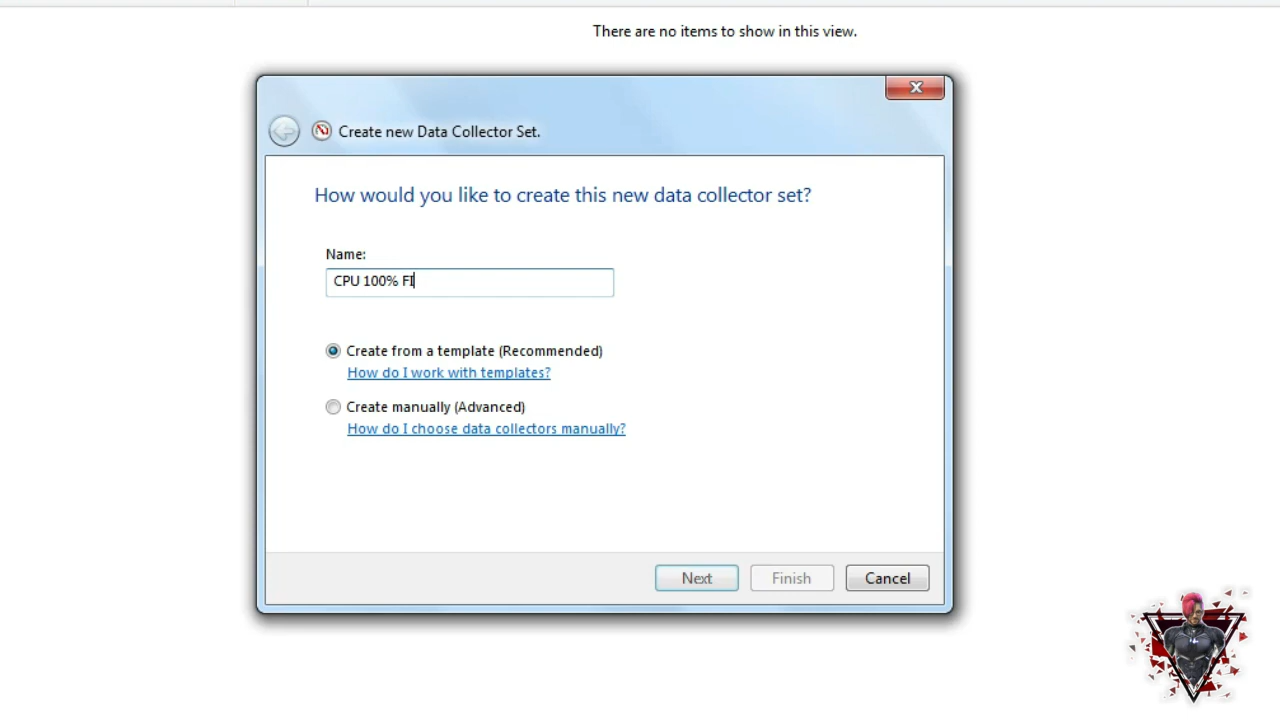 There are no items to show in this view.
Create new Data Collector Set.
How would you like to create this new data collector set?
Name:
CPU 100% FI
Create from a template (Recommended)
How do I work with templates?
Create manually (Advanced)
How do I choose data collectors manually?
Next
Finish
Cancel